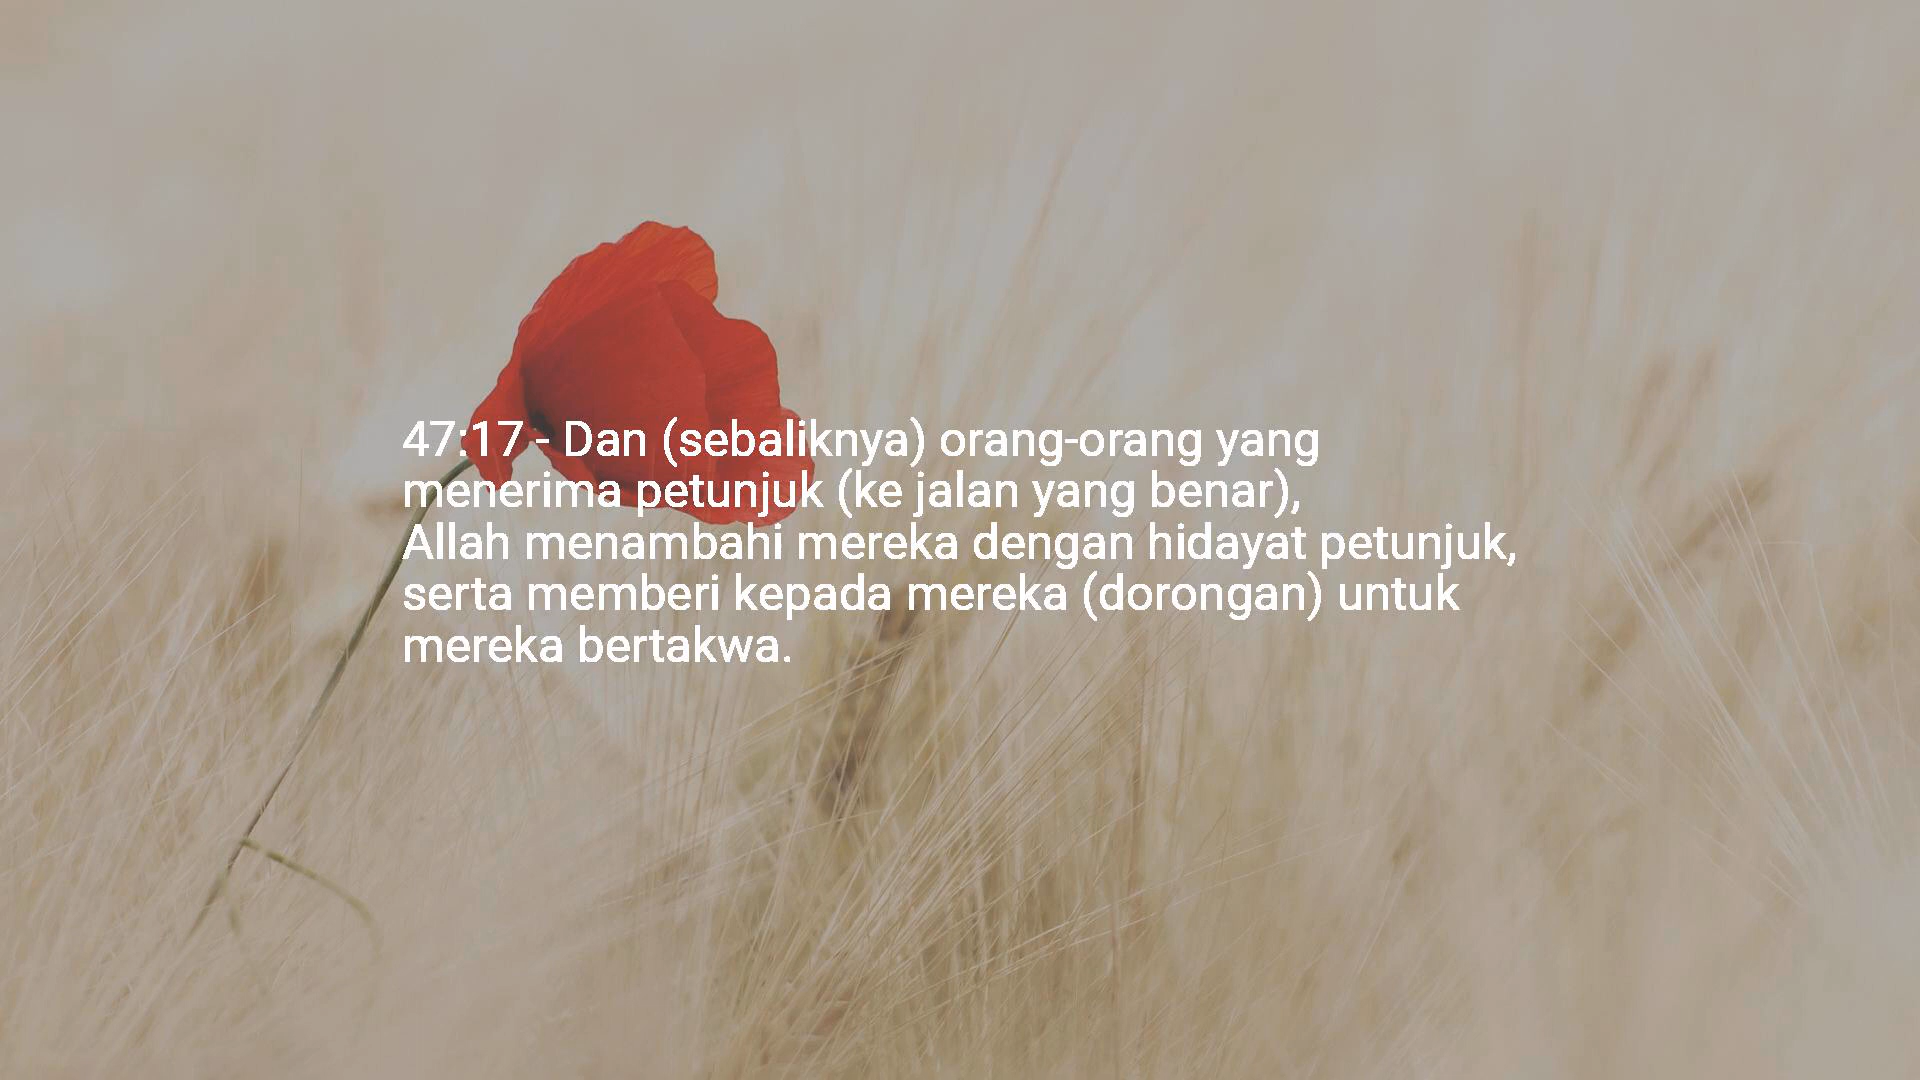 47:17 - Dan (sebaliknya) orang-orang yang
menerima petunjuk (ke jalan yang benar),
Allah menambahi mereka dengan hidayat petunjuk,
serta memberi kepada mereka (dorongan) untuk
mereka bertakwa.